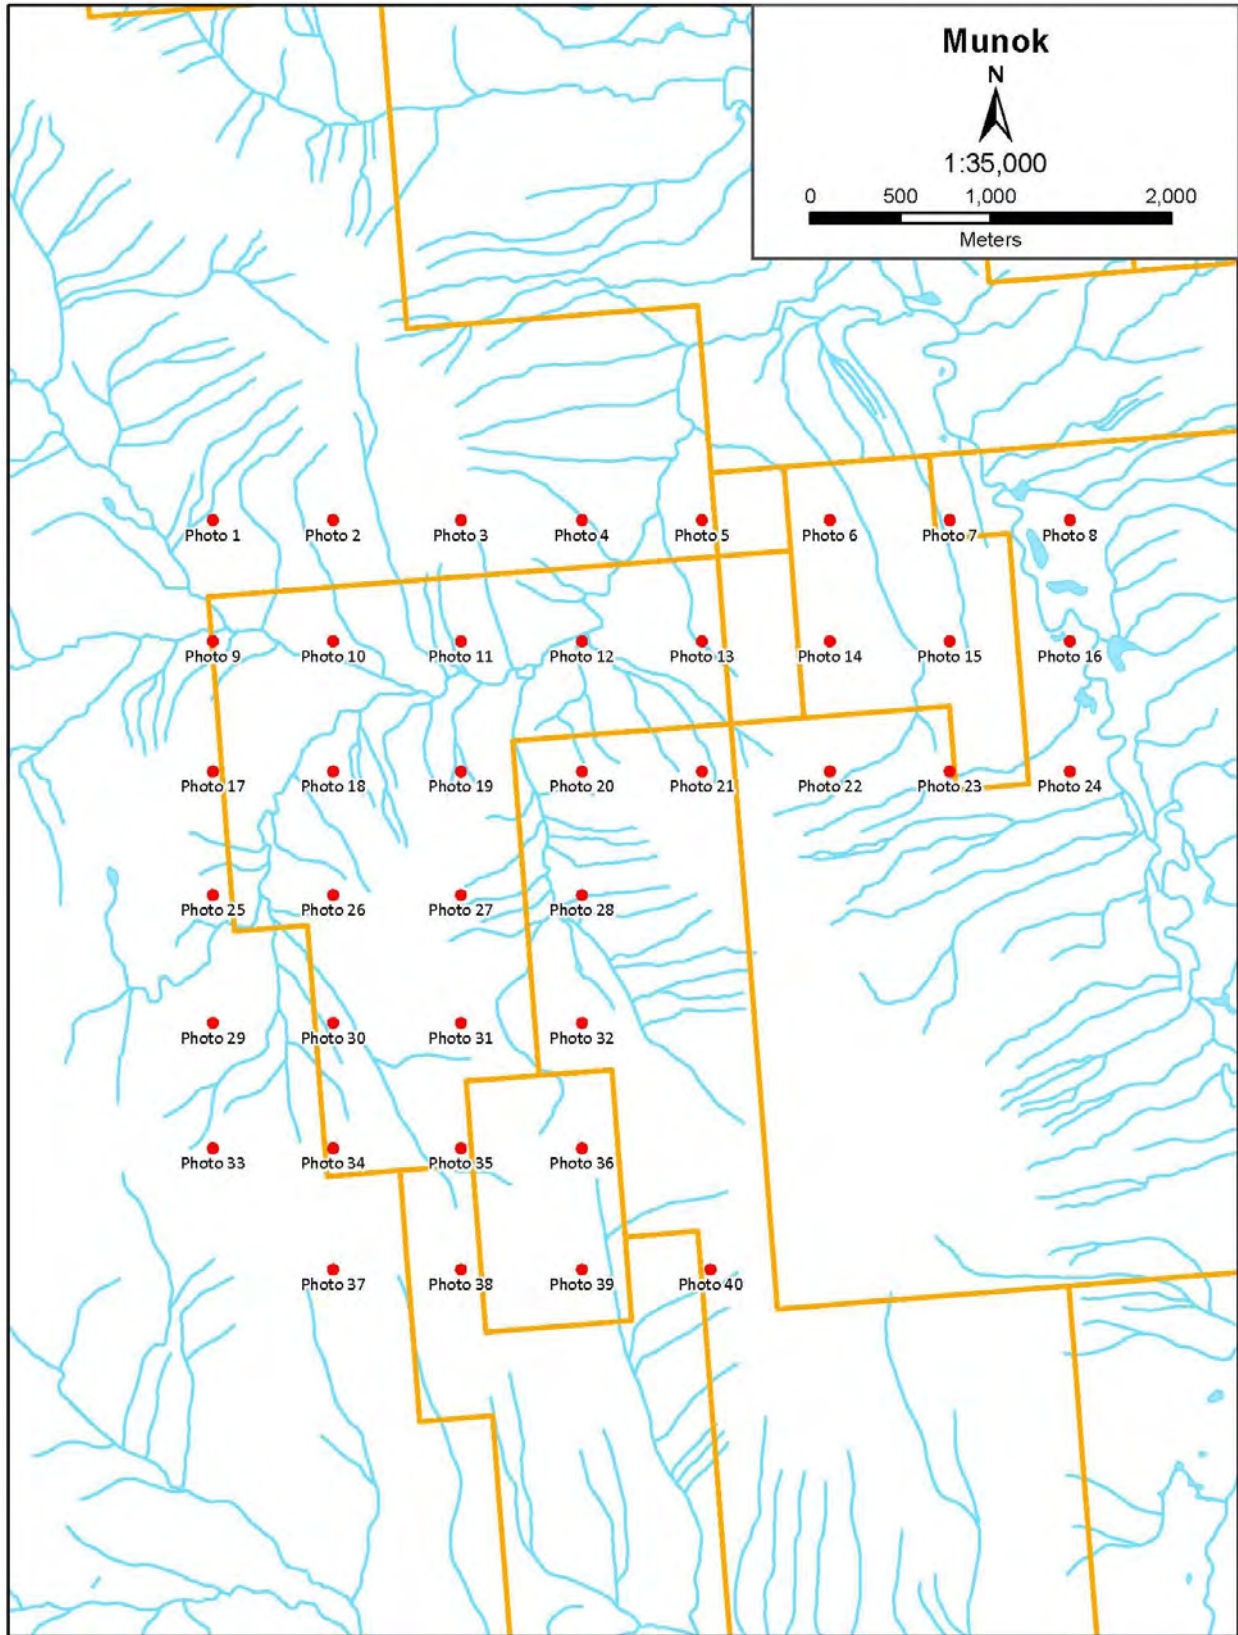 Munok
N
1:35,000
0 500 1,000 2,000
Meters
Photo 1 Photo 2 Photo 3 Photo 4 Photo 5 Photo 6 Photo 7 Photo 8
Photo 9 Photo 10 Photo 11 Photo 12 Photo 13 Photo 14 Photo 15 Photo 16
Photo 17 Photo 18 Photo 19 Photo 20 Photo 21 Photo 22 Photo 23 Photo 24
Photo 25 Photo 26 Photo 27 Photo 28
Photo 29 Photo 30 Photo 31 Photo 32
Photo 33 Photo 34 Photo 35 Photo 36
Photo 37 Photo 38 Photo 39 Photo 40